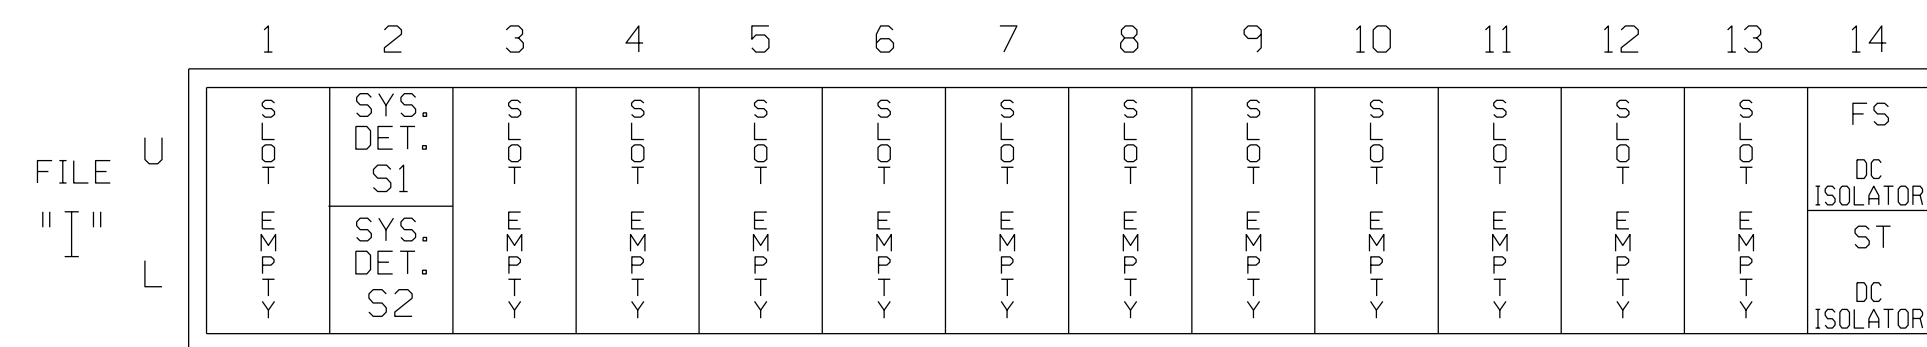 1 2 3 4 5 6 7 8 9 10 11 12 13 14
FILE
"I"
U
L
SLOT EMPTY
SYS.
DET.
S1
SYS.
DET.
S2
SLOT EMPTY
SLOT EMPTY
SLOT EMPTY
SLOT EMPTY
SLOT EMPTY
SLOT EMPTY
SLOT EMPTY
SLOT EMPTY
SLOT EMPTY
SLOT EMPTY
SLOT EMPTY
FS
DC
ISOLATOR
ST
DC
ISOLATOR